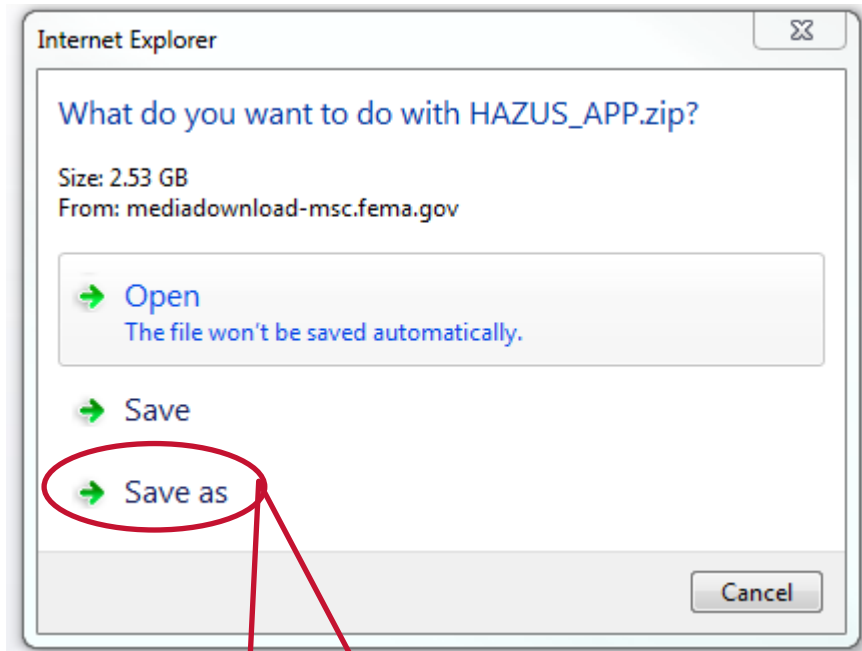 Internet Explorer
What do you want to do with HAZUS_APP.zip?
Size: 2.53 GB
From: mediadownload-msc.fema.gov
Open
The file won't be saved automatically.
Save
Save as
Cancel